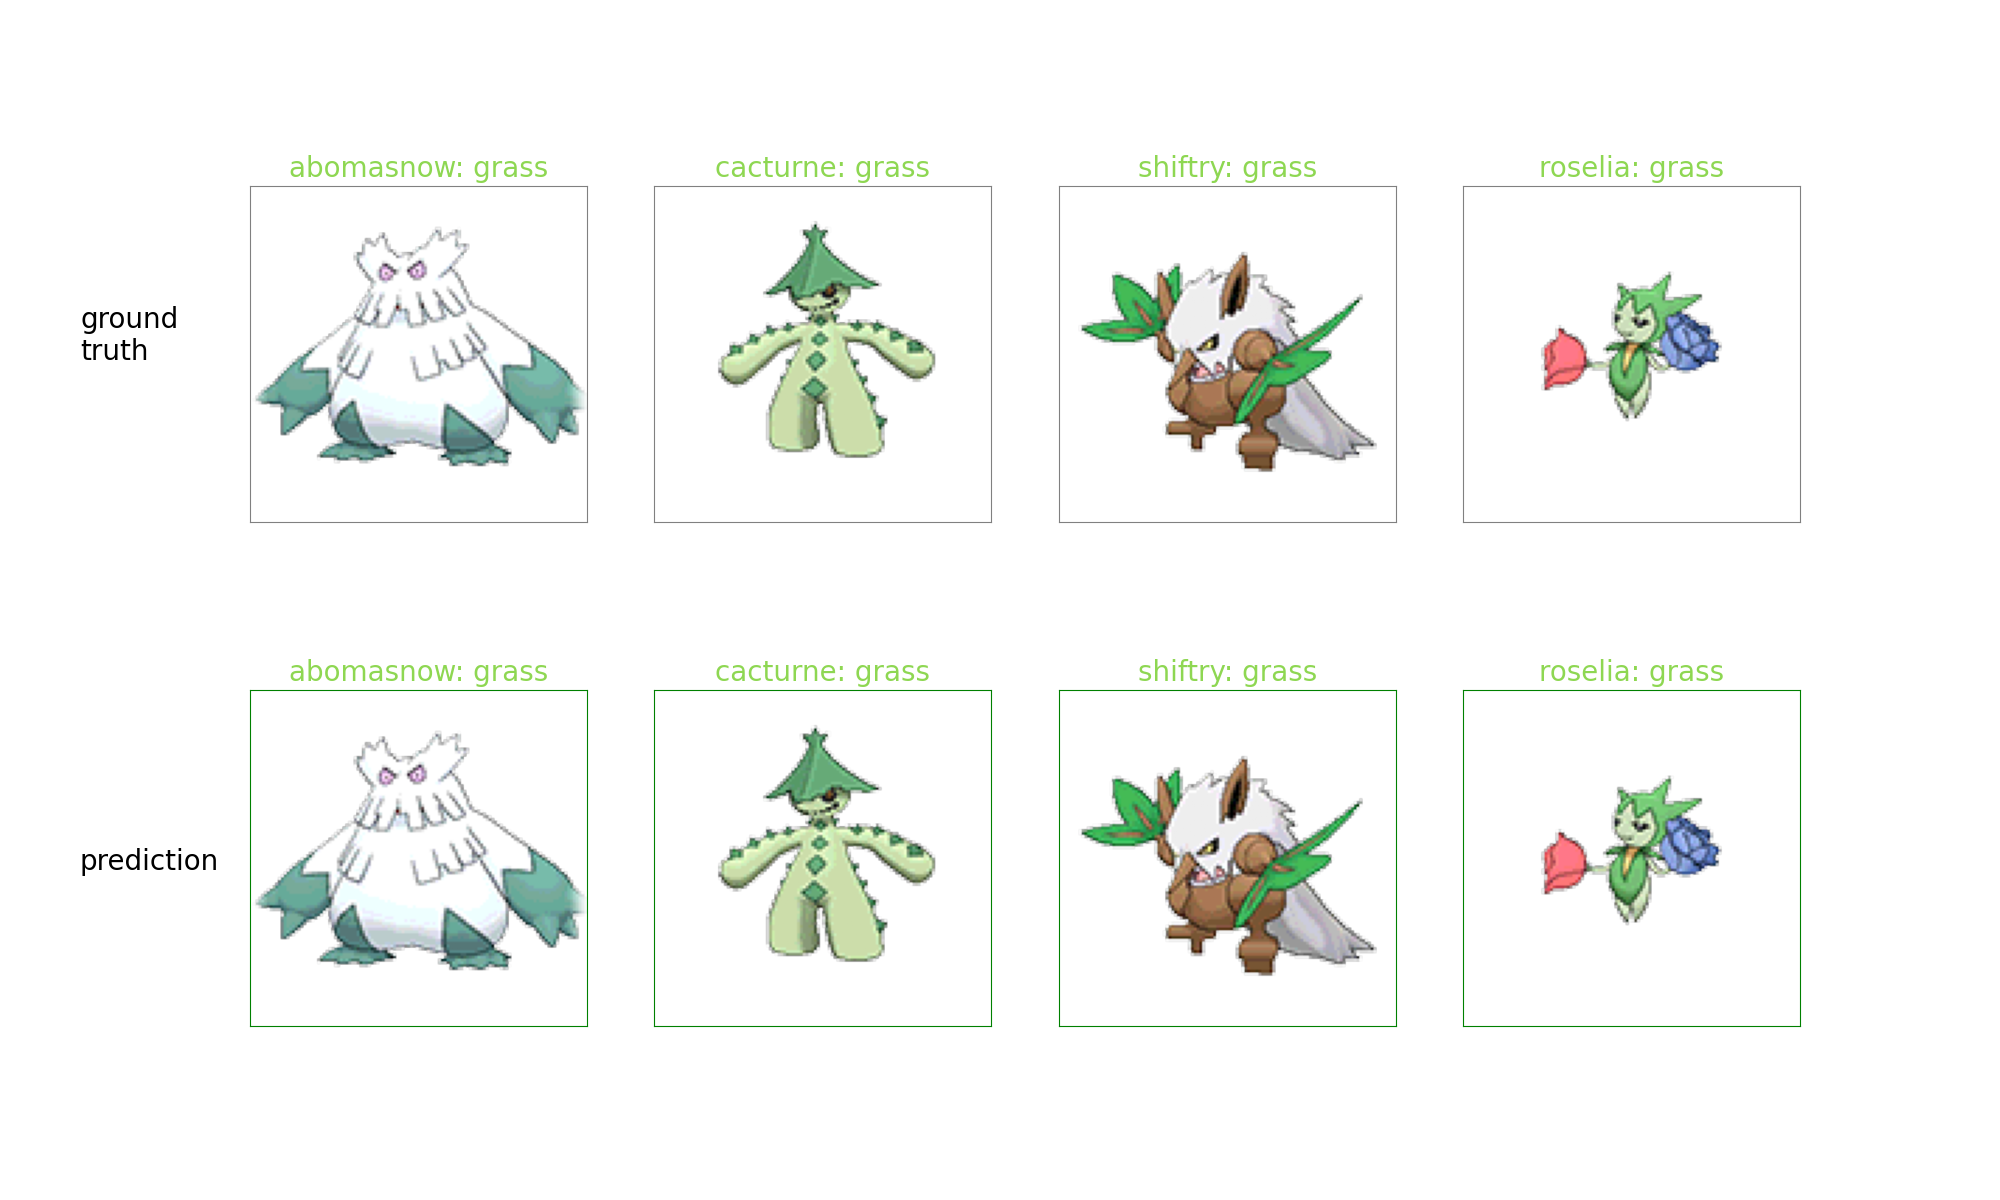 abomasnow: grass
cacturne: grass
shiftry: grass
roselia: grass
ground
truth
abomasnow: grass
cacturne: grass
shiftry: grass
roselia: grass
prediction